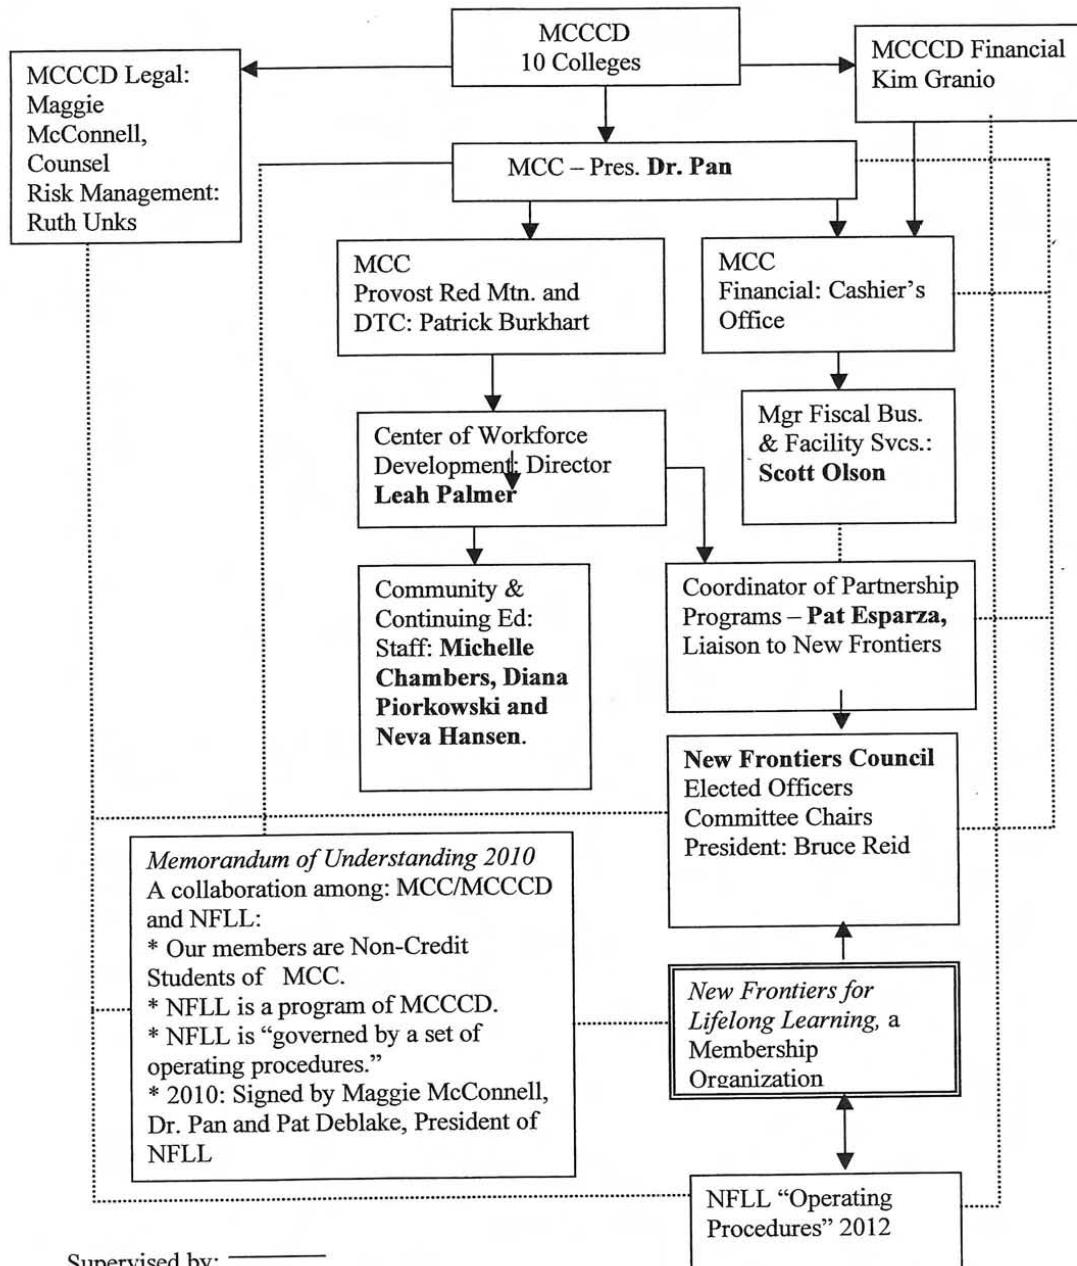 MCCCD
10 Colleges
MCCCD Legal:
Maggie
McConnell,
Counsel
Risk Management:
Ruth Unks
MCCCD Financial
Kim Granio
MCC – Pres. Dr. Pan
MCC
Provost Red Mtn. and
DTC: Patrick Burkhart
MCC
Financial: Cashier's
Office
Center of Workforce
Development: Director
Leah Palmer
Mgr Fiscal Bus.
& Facility Svcs.:
Scott Olson
Community &
Continuing Ed:
Staff: Michelle
Chambers, Diana
Piorkowski and
Neva Hansen.
Coordinator of Partnership
Programs – Pat Esparza,
Liaison to New Frontiers
New Frontiers Council
Elected Officers
Committee Chairs
President: Bruce Reid
Memorandum of Understanding 2010
A collaboration among: MCC/MCCCD
and NFLL:
* Our members are Non-Credit
Students of MCC.
* NFLL is a program of MCCCD.
* NFLL is “governed by a set of
operating procedures.”
* 2010: Signed by Maggie McConnell,
Dr. Pan and Pat Deblake, President of
NFLL
New Frontiers for
Lifelong Learning, a
Membership
Organization
NFLL “Operating
Procedures” 2012
Supervised by: